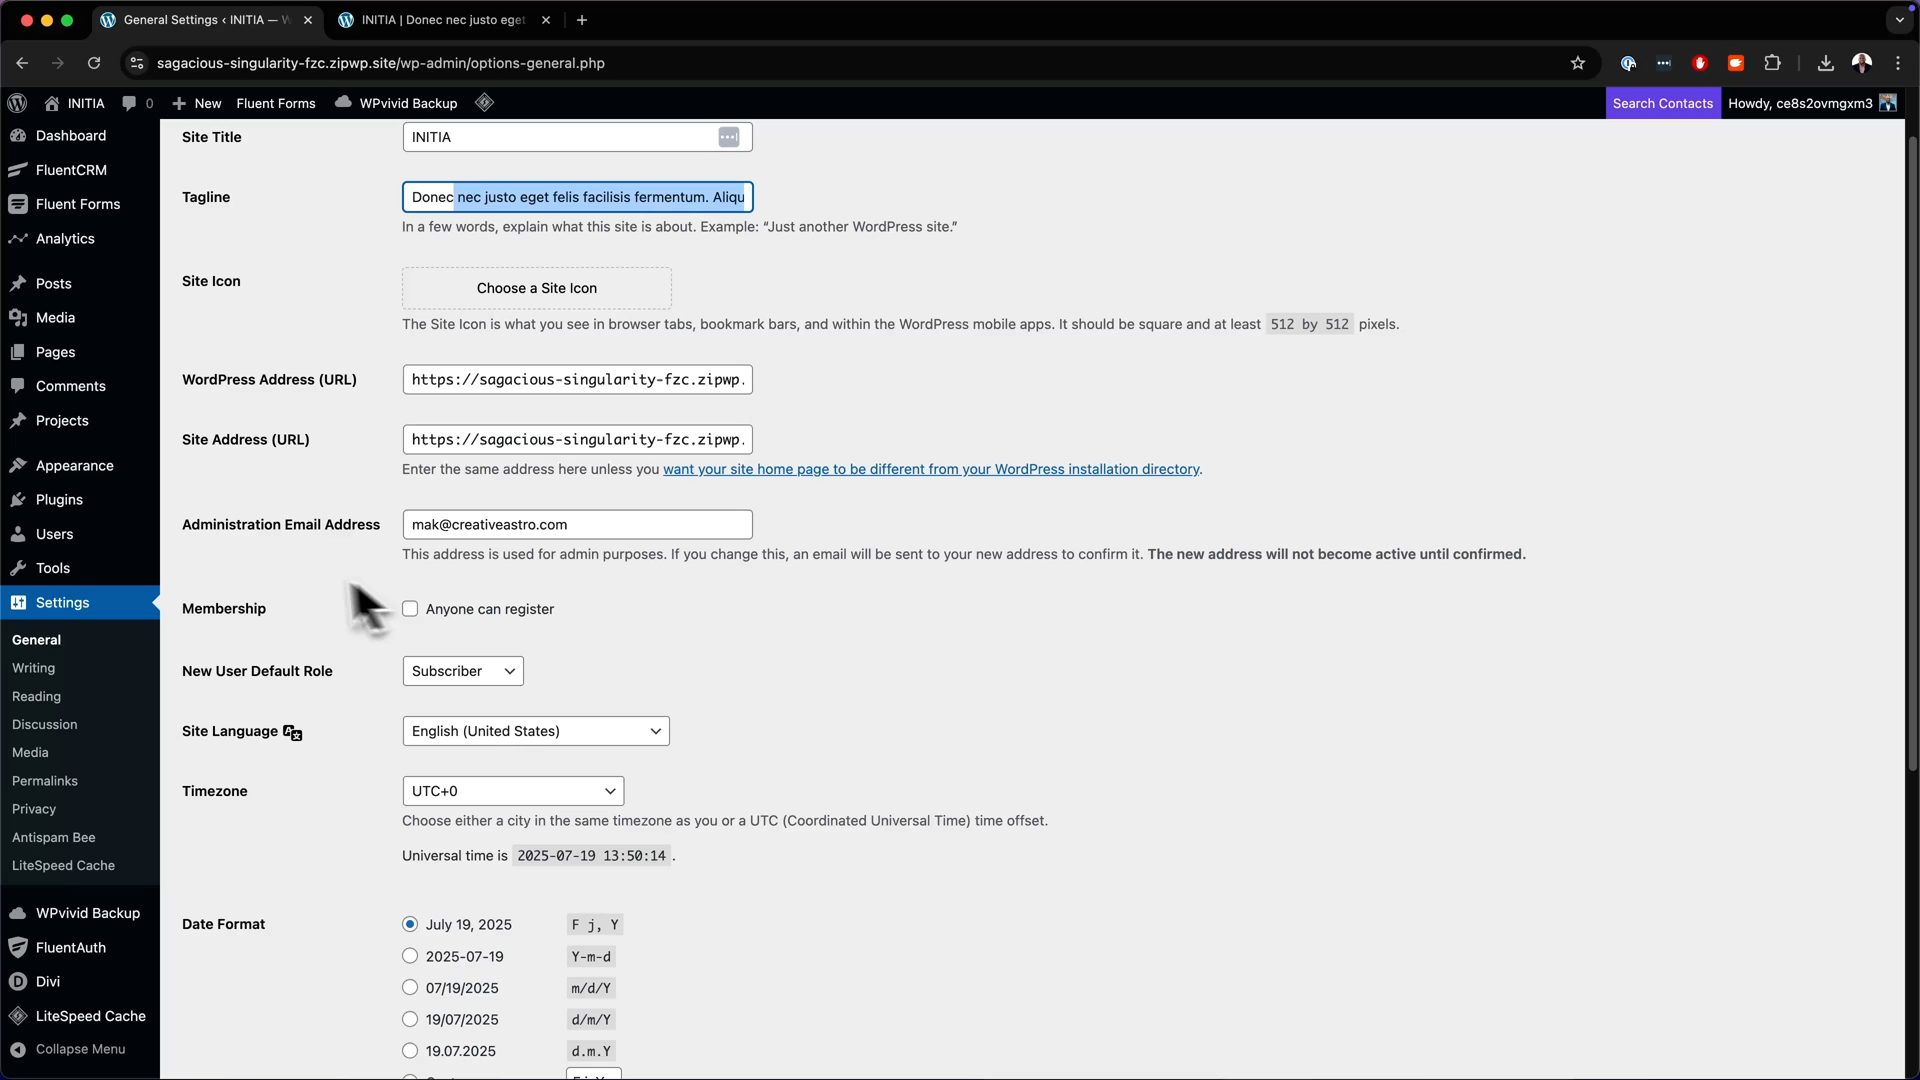 General Settings ‹ INITIA — W
INITIA | Donec nec justo eget
sagacious-singularity-fzc.zipwp.site/wp-admin/options-general.php
INITIA
0
New
Fluent Forms
WPvivid Backup
Search Contacts
Howdy, ce8s2ovmgxm3
Dashboard
FluentCRM
Fluent Forms
Analytics
Posts
Media
Pages
Comments
Projects
Appearance
Plugins
Users
Tools
Settings
General
Writing
Reading
Discussion
Media
Permalinks
Privacy
Antispam Bee
LiteSpeed Cache
WPvivid Backup
FluentAuth
Divi
LiteSpeed Cache
Collapse Menu
Site Title
INITIA
Tagline
Donec nec justo eget felis facilisis fermentum. Aliqu
In a few words, explain what this site is about. Example: “Just another WordPress site.”
Site Icon
Choose a Site Icon
The Site Icon is what you see in browser tabs, bookmark bars, and within the WordPress mobile apps. It should be square and at least 512 by 512 pixels.
WordPress Address (URL)
https://sagacious-singularity-fzc.zipwp.
Site Address (URL)
https://sagacious-singularity-fzc.zipwp.
Enter the same address here unless you want your site home page to be different from your WordPress installation directory.
Administration Email Address
mak@creativeastro.com
This address is used for admin purposes. If you change this, an email will be sent to your new address to confirm it. The new address will not become active until confirmed.
Membership
Anyone can register
New User Default Role
Subscriber
Site Language
English (United States)
Timezone
UTC+0
Choose either a city in the same timezone as you or a UTC (Coordinated Universal Time) time offset.
Universal time is 2025-07-19 13:50:14 .
Date Format
July 19, 2025 F j, Y
2025-07-19 Y-m-d
07/19/2025 m/d/Y
19/07/2025 d/m/Y
19.07.2025 d.m.Y